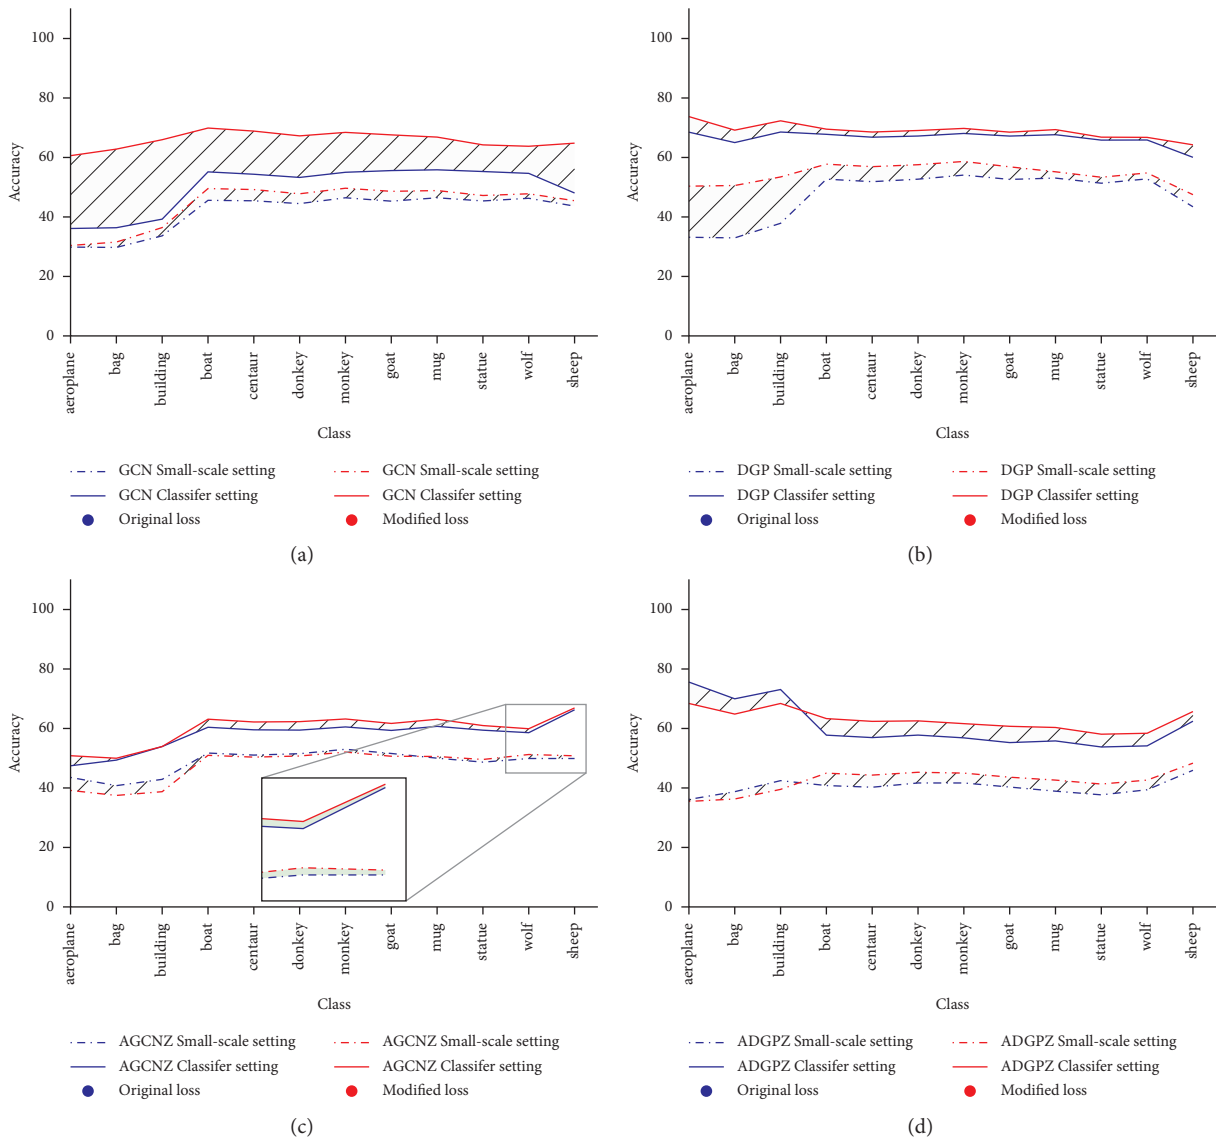 100
80
60
40
20
0
Accuracy
aeroplane
bag
building
boat
centaur
donkey
monkey
goat
mug
statue
wolf
sheep
Class
GCN Small-scale setting
GCN Small-scale setting
GCN Classifer setting
GCN Classifer setting
Original loss
Modified loss
(a)
100
80
60
40
20
0
Accuracy
aeroplane
bag
building
boat
centaur
donkey
monkey
goat
mug
statue
wolf
sheep
Class
DGP Small-scale setting
DGP Small-scale setting
DGP Classifer setting
DGP Classifer setting
Original loss
Modified loss
(b)
100
80
60
40
20
0
Accuracy
aeroplane
bag
building
boat
centaur
donkey
monkey
goat
mug
statue
wolf
sheep
Class
AGCNZ Small-scale setting
AGCNZ Small-scale setting
AGCNZ Classifer setting
AGCNZ Classifer setting
Original loss
Modified loss
(c)
100
80
60
40
20
0
Accuracy
aeroplane
bag
building
boat
centaur
donkey
monkey
goat
mug
statue
wolf
sheep
Class
ADGPZ Small-scale setting
ADGPZ Small-scale setting
ADGPZ Classifer setting
ADGPZ Classifer setting
Original loss
Modified loss
(d)